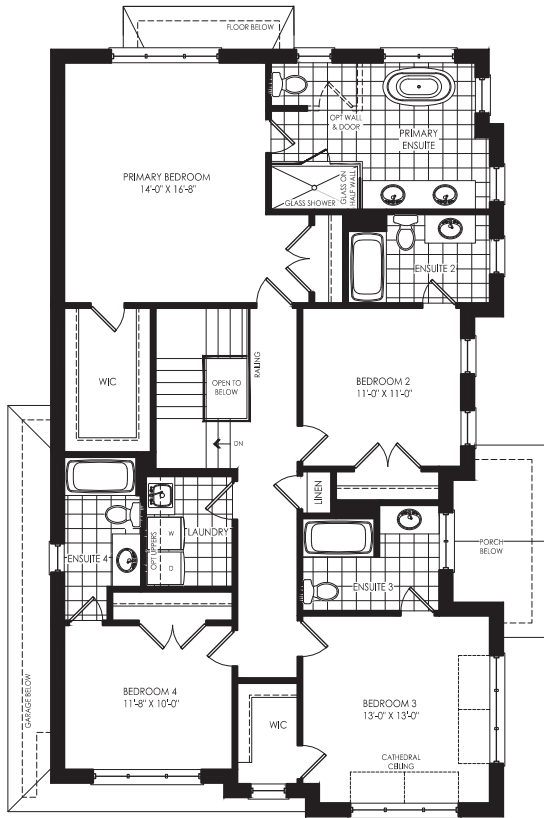 FLOOR BELOW
OPT WALL
& DOOR
PRIMARY
ENSUITE
PRIMARY BEDROOM
14'-0" X 16'-8"
GLASS SHOWER
GLASS ON
HALF WALL
ENSUITE 2
WIC
OPEN TO
BELOW
RAILING
DN
BEDROOM 2
11'-0" X 11'-0"
LINEN
LAUNDRY
OPT UPPERS
W
D
ENSUITE 4
ENSUITE 3
PORCH
BELOW
GARAGE BELOW
BEDROOM 4
11'-8" X 10'-0"
WIC
BEDROOM 3
13'-0" X 13'-0"
CATHEDRAL
CEILING